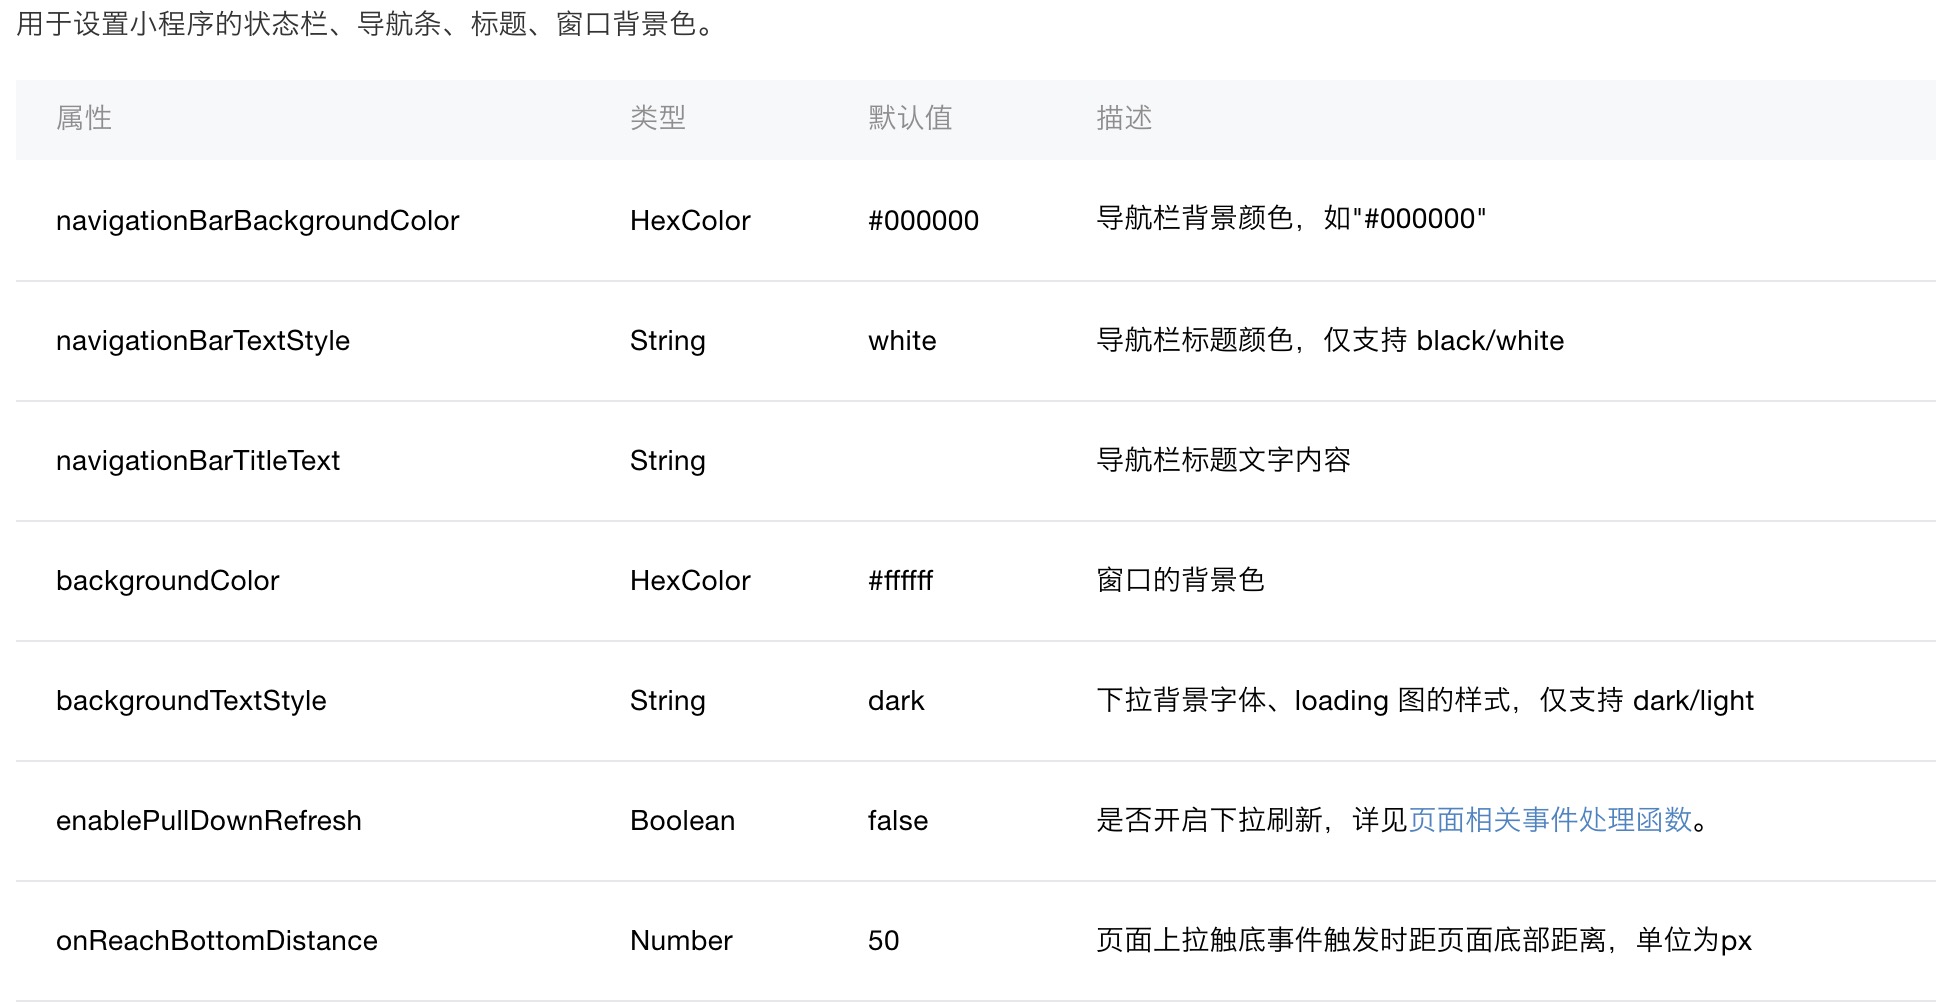 用于设置小程序的状态栏、导航条、标题、窗口背景色。
属性 类型 默认值 描述
navigationBarBackgroundColor HexColor #000000 导航栏背景颜色，如"#000000"
navigationBarTextStyle String white 导航栏标题颜色，仅支持 black/white
navigationBarTitleText String 导航栏标题文字内容
backgroundColor HexColor #ffffff 窗口的背景色
backgroundTextStyle String dark 下拉背景字体、loading 图的样式，仅支持 dark/light
enablePullDownRefresh Boolean false 是否开启下拉刷新，详见页面相关事件处理函数。
onReachBottomDistance Number 50 页面上拉触底事件触发时距页面底部距离，单位为px